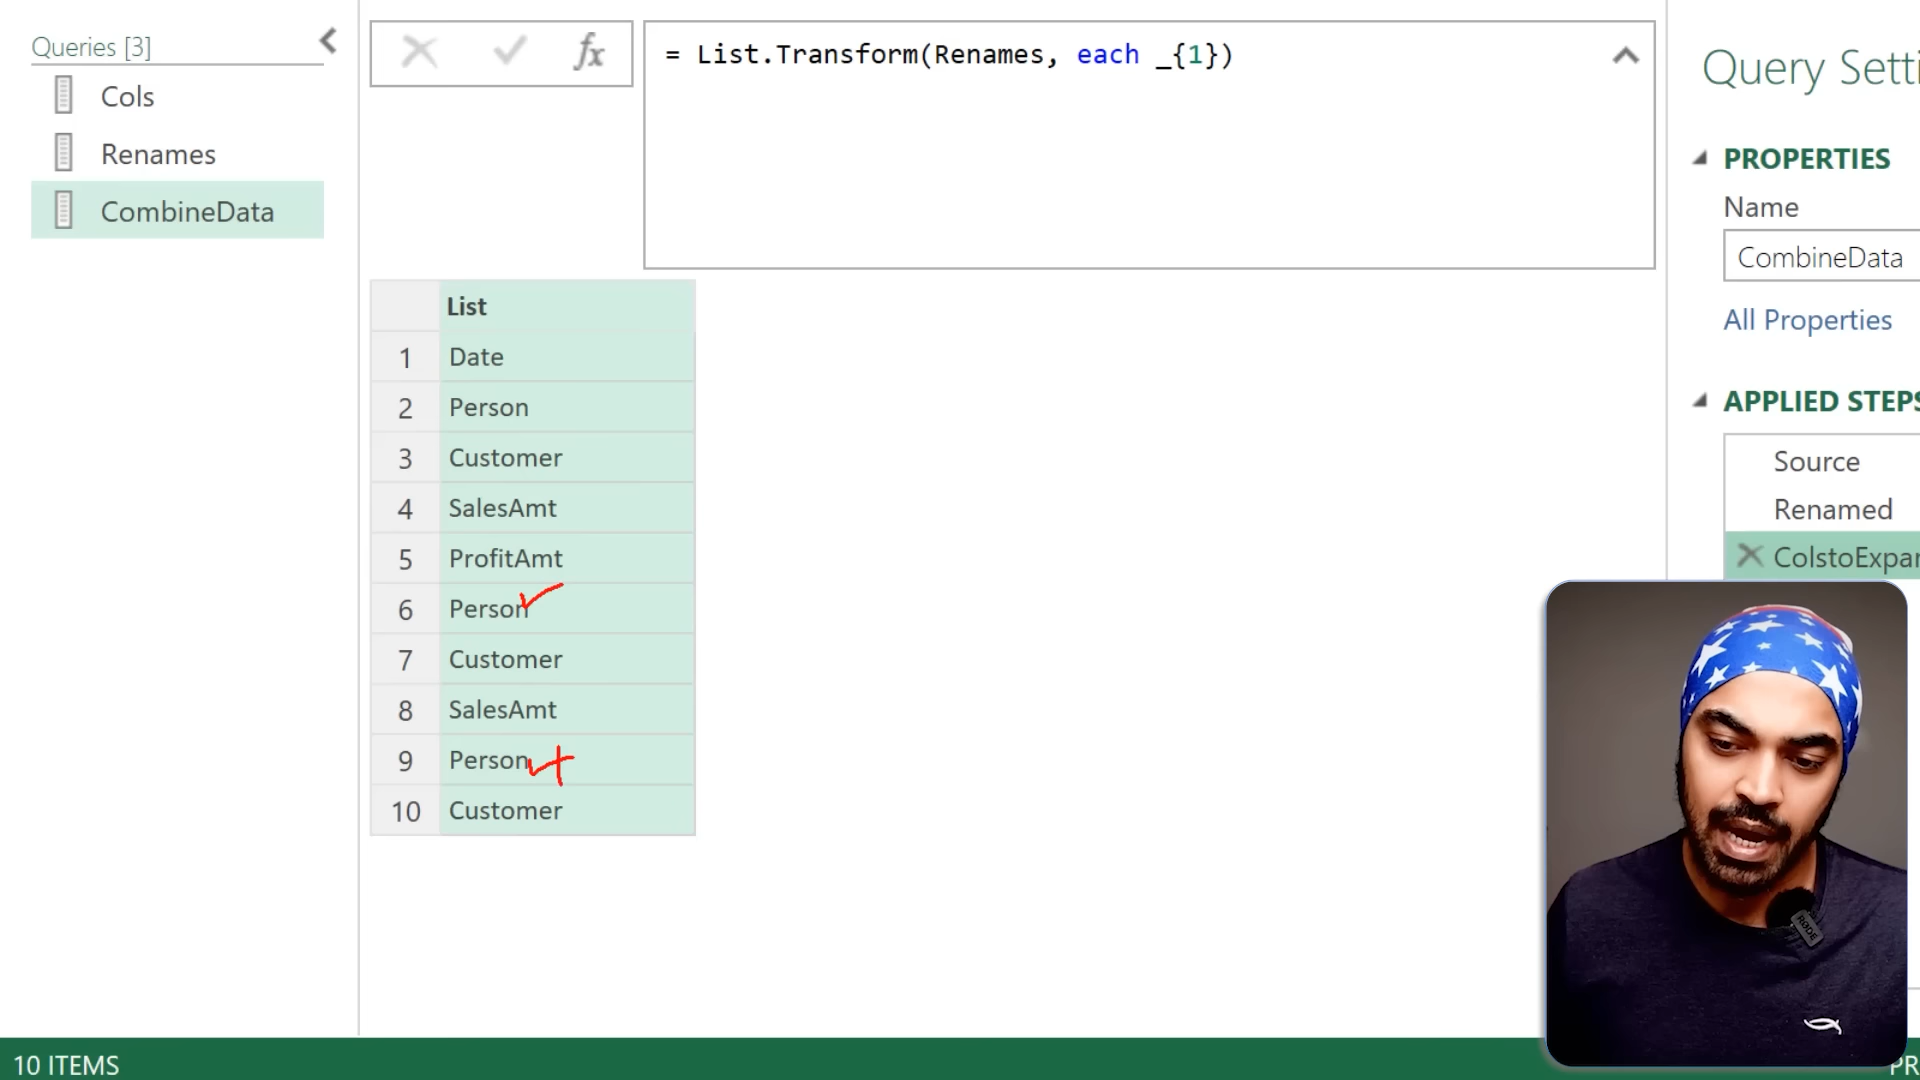 Queries [3]
Cols
Renames
CombineData
fx
= List.Transform(Renames, each _{1})
List
1 Date
2 Person
3 Customer
4 SalesAmt
5 ProfitAmt
6 Person
7 Customer
8 SalesAmt
9 Person
10 Customer
Query Setti
PROPERTIES
Name
CombineData
All Properties
APPLIED STEPS
Source
Renamed
ColstoExpan
RØDE
10 ITEMS
PR